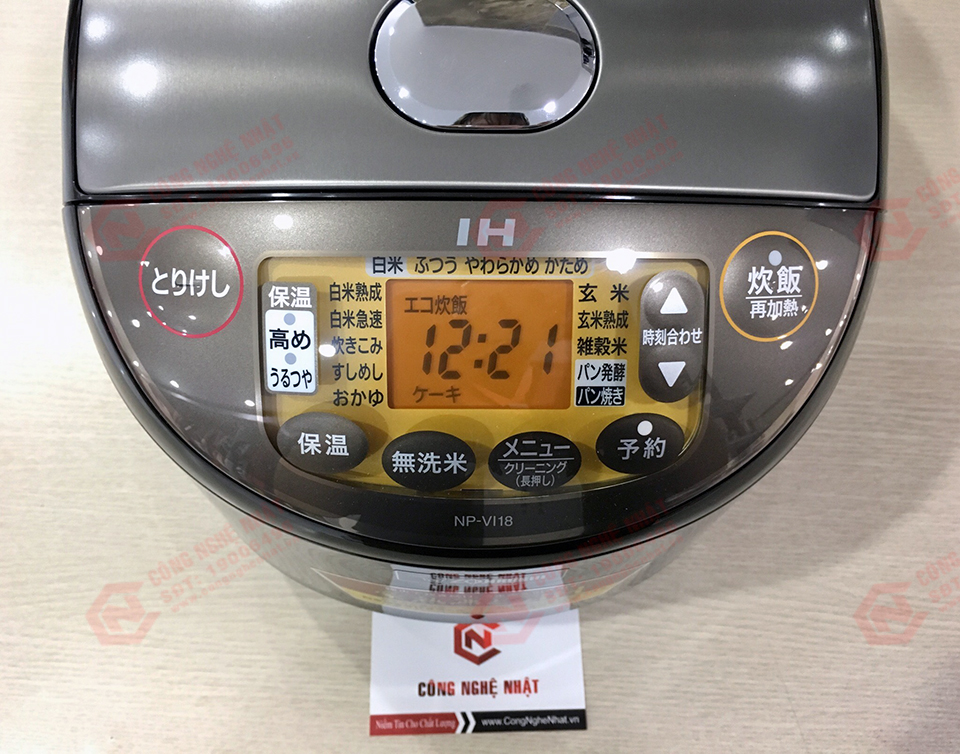 IH
とりけし
白米 ふつう やわらかめ かため
炊飯
再加熱
保温
高め
うるつや
白米熟成
白米急速
炊きこみ
すしめし
おかゆ
エコ炊飯
12:21
ケーキ
玄米
玄米熟成
雑穀米
パン発酵
パン焼き
時刻合わせ
保温
無洗米
メニュー
クリーニング
(長押し)
予約
NP-VI18
CÔNG NGHỆ NHẬT
Niềm Tin Cho Chất Lượng
www.CongNgheNhat.vn